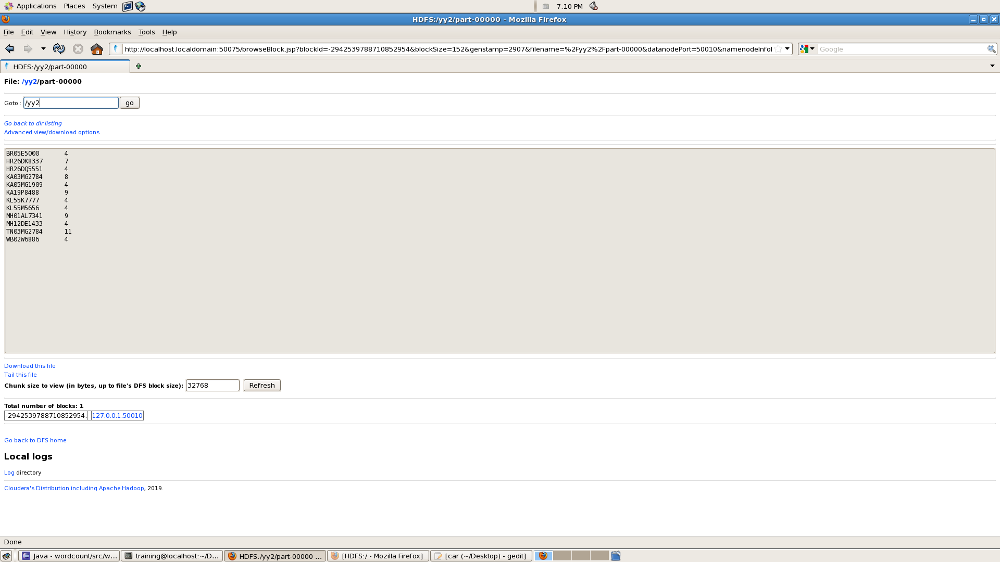 Applications Places System 7:10 PM
HDFS:/yy2/part-00000 - Mozilla Firefox
File Edit View History Bookmarks Tools Help
http://localhost.localdomain:50075/browseBlock.jsp?blockId=-2942539788710852954&blockSize=152&genstamp=2907&filename=%2Fyy2%2Fpart-00000&datanodePort=50010&namenodeInfol Google
HDFS:/yy2/part-00000
File: /yy2/part-00000
Goto : /yy2 go
Go back to dir listing
Advanced view/download options
BR05E5000 4
HR26DK8337 7
HR26DQ5551 4
KA03MG2784 8
KA05MG1909 4
KA19P8488 9
KL55K7777 4
KL55M5656 4
MH01AL7341 9
MH12DE1433 4
TN03MG2784 11
WB02W6886 4
Download this file
Tail this file
Chunk size to view (in bytes, up to file's DFS block size): 32768 Refresh
Total number of blocks: 1
-2942539788710852954: 127.0.0.1:50010
Go back to DFS home
Local logs
Log directory
Cloudera's Distribution including Apache Hadoop, 2019.
Done
Java - wordcount/src/w... training@localhost:~/D... HDFS:/yy2/part-00000 ... [HDFS:/ - Mozilla Firefox] [car (~/Desktop) - gedit]